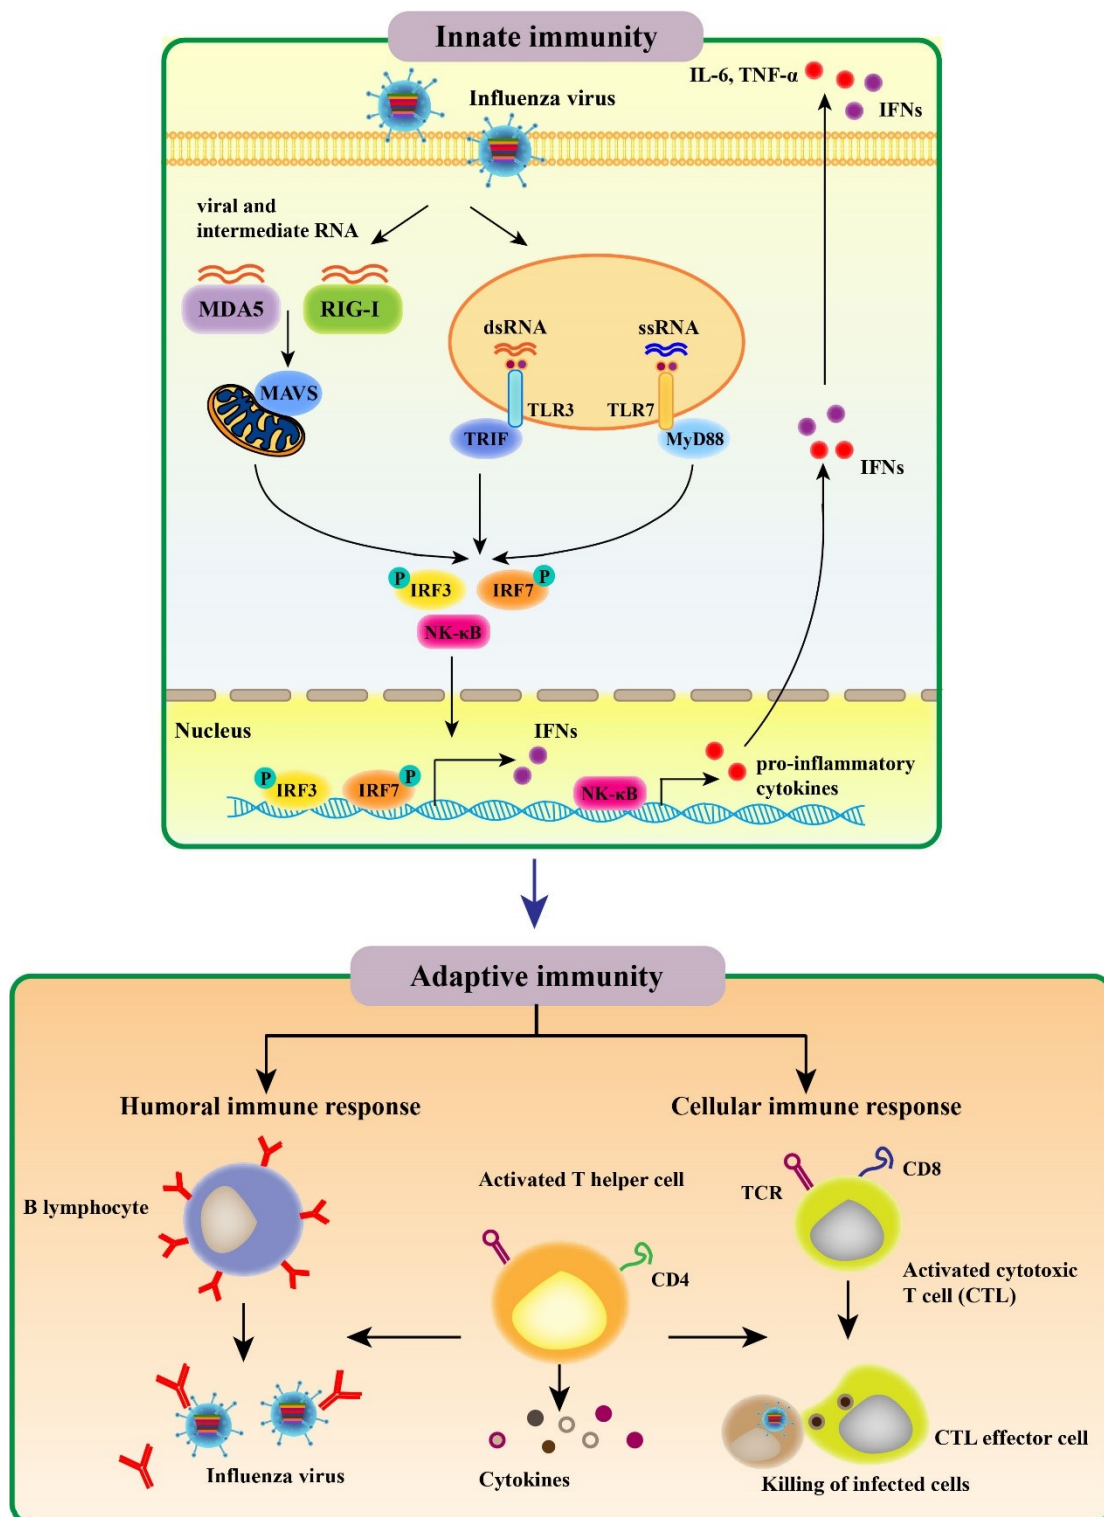 Innate immunity
IL-6, TNF-α
IFNs
Influenza virus
viral and
intermediate RNA
MDA5
RIG-I
dsRNA
ssRNA
MAVS
TLR3
TLR7
TRIF
MyD88
IFNs
P
IRF3
IRF7
P
NK-κB
Nucleus
IFNs
pro-inflammatory
cytokines
P
IRF3
IRF7
P
NK-κB
Adaptive immunity
Humoral immune response
Cellular immune response
B lymphocyte
Activated T helper cell
TCR
CD8
CD4
Activated cytotoxic
T cell (CTL)
Influenza virus
Cytokines
CTL effector cell
Killing of infected cells